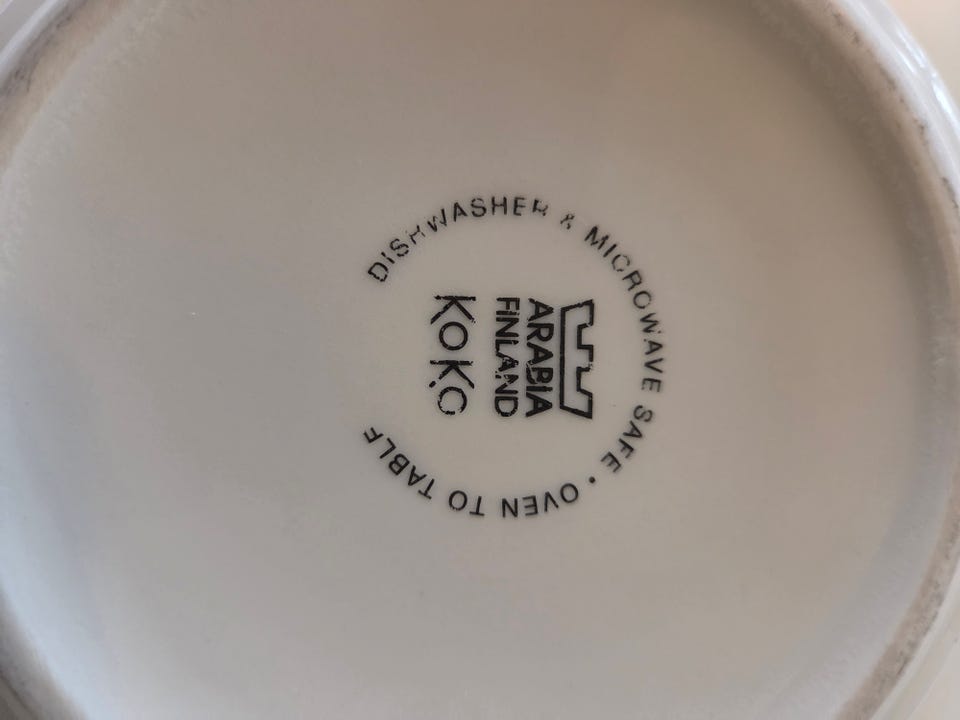 DISHWASHER & MICROWAVE SAFE • OVEN TO TABLE
ARABIA
FINLAND
KOKO